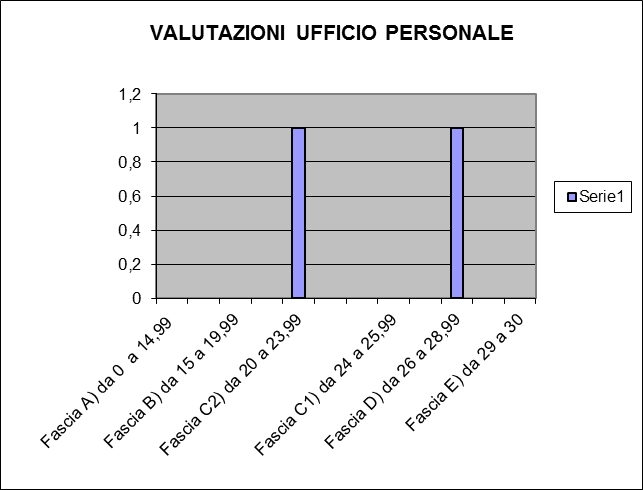 VALUTAZIONI UFFICIO PERSONALE
1,2
1
0,8
0,6
0,4
0,2
0
Serie1
Fascia A) da 0 a 14,99
Fascia B) da 15 a 19,99
Fascia C2) da 20 a 23,99
Fascia C1) da 24 a 25,99
Fascia D) da 26 a 28,99
Fascia E) da 29 a 30